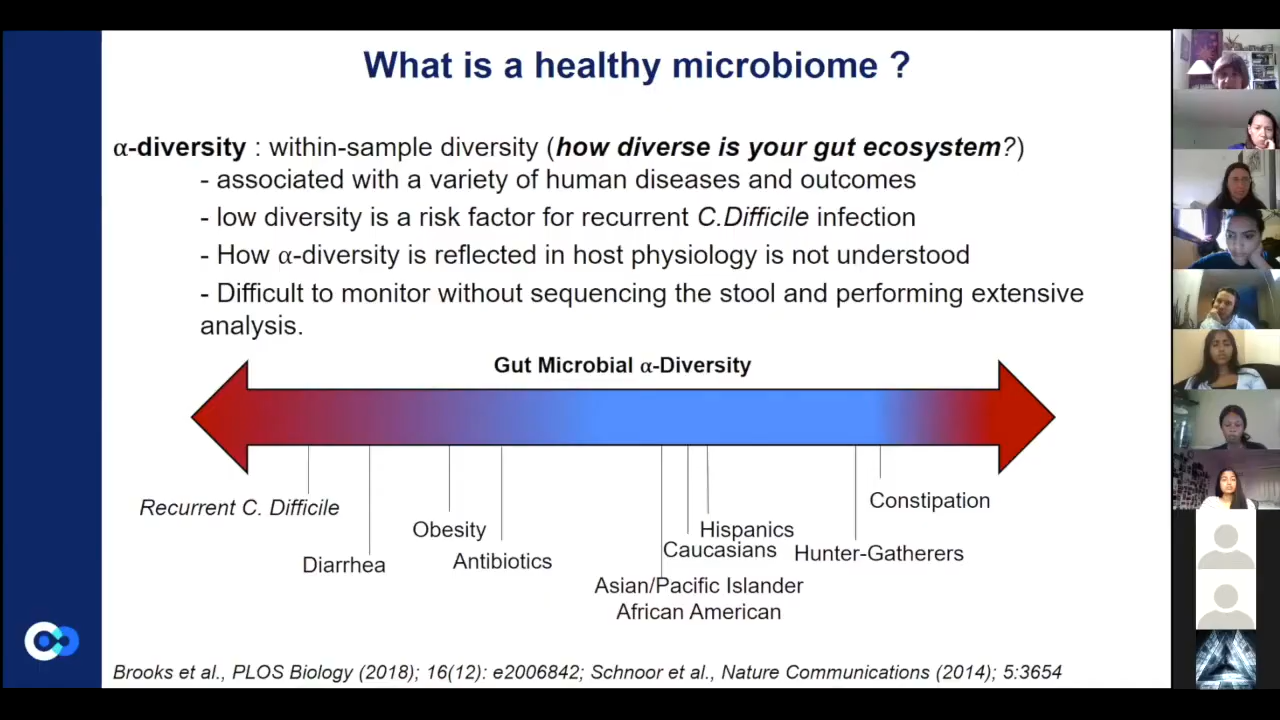 What is a healthy microbiome ?
α-diversity : within-sample diversity (how diverse is your gut ecosystem?)
- associated with a variety of human diseases and outcomes
- low diversity is a risk factor for recurrent C.Difficile infection
- How α-diversity is reflected in host physiology is not understood
- Difficult to monitor without sequencing the stool and performing extensive
analysis.
Gut Microbial α-Diversity
Recurrent C. Difficile
Diarrhea
Obesity
Antibiotics
Hispanics
Caucasians
Asian/Pacific Islander
African American
Hunter-Gatherers
Constipation
Brooks et al., PLOS Biology (2018); 16(12): e2006842; Schnoor et al., Nature Communications (2014); 5:3654